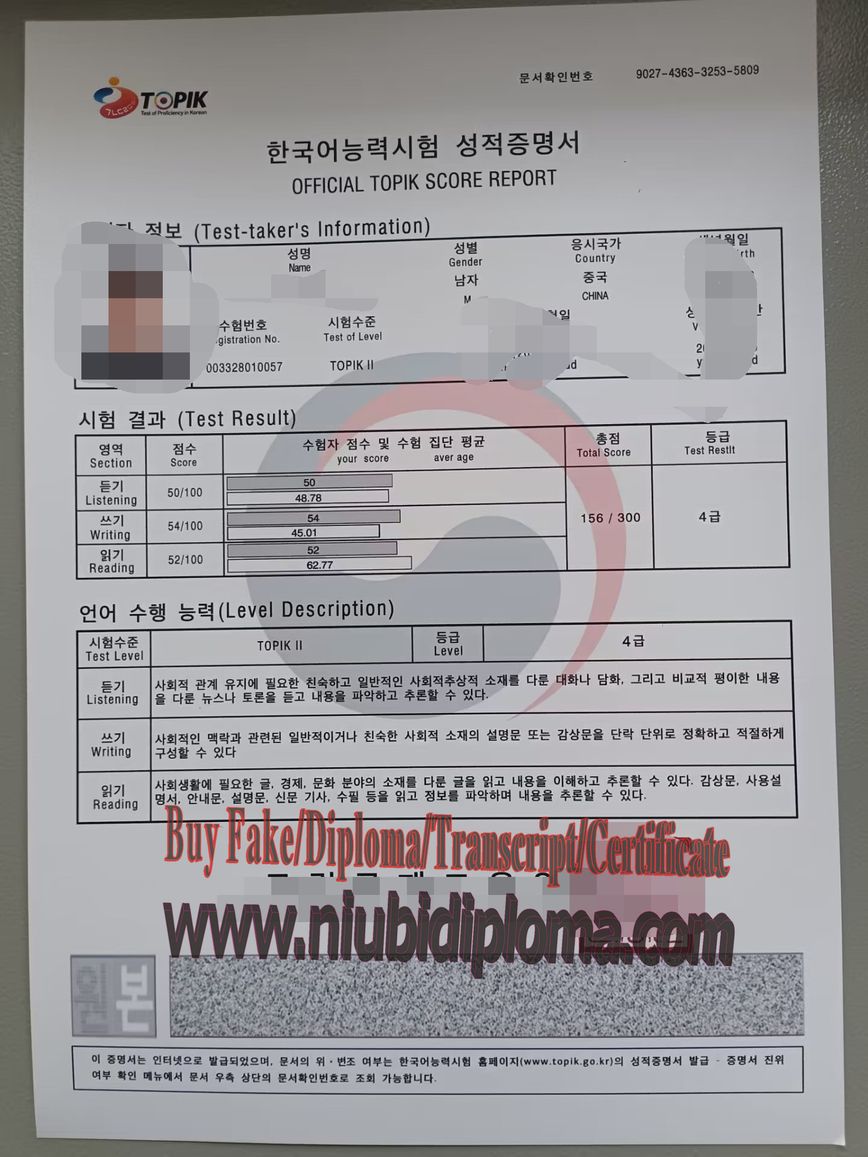 문서확인번호 9027-4363-3253-5809
TOPIK
Test of Proficiency in Korean
한국어능력시험 성적증명서
OFFICIAL TOPIK SCORE REPORT
정보 (Test-taker's Information)
성명 성별 응시국가
Name Gender Country
남자 중국
M CHINA
수험번호 시험수준
gistration No. Test of Level
003328010057 TOPIK II
시험 결과 (Test Result)
영역 점수 수험자 점수 및 수험 집단 평균 총점 등급
Section Score your score aver age Total Score Test Restlt
듣기 50
Listening 50/100 48.78
쓰기 54 156 / 300 4급
Writing 54/100 45.01
읽기 52
Reading 52/100 62.77
언어 수행 능력(Level Description)
시험수준 TOPIK II 등급 4급
Test Level Level
듣기 사회적 관계 유지에 필요한 친숙하고 일반적인 사회적추상적 소재를 다룬 대화나 담화, 그리고 비교적 평이한 내용
Listening 을 다룬 뉴스나 토론을 듣고 내용을 파악하고 추론할 수 있다.
쓰기 사회적인 맥락과 관련된 일반적이거나 친숙한 사회적 소재의 설명문 또는 감상문을 단락 단위로 정확하고 적절하게
Writing 구성할 수 있다
읽기 사회생활에 필요한 글, 경제, 문화 분야의 소재를 다룬 글을 읽고 내용을 이해하고 추론할 수 있다. 감상문, 사용설
Reading 명서, 안내문, 설명문, 신문 기사, 수필 등을 읽고 정보를 파악하며 내용을 추론할 수 있다.
Buy Fake/Diploma/Transcript/Certificate
www.niubidiploma.com
원본
이 증명서는 인터넷으로 발급되었으며, 문서의 위·변조 여부는 한국어능력시험 홈페이지(www.topik.go.kr)의 성적증명서 발급 - 증명서 진위
여부 확인 메뉴에서 문서 우측 상단의 문서확인번호로 조회 가능합니다.